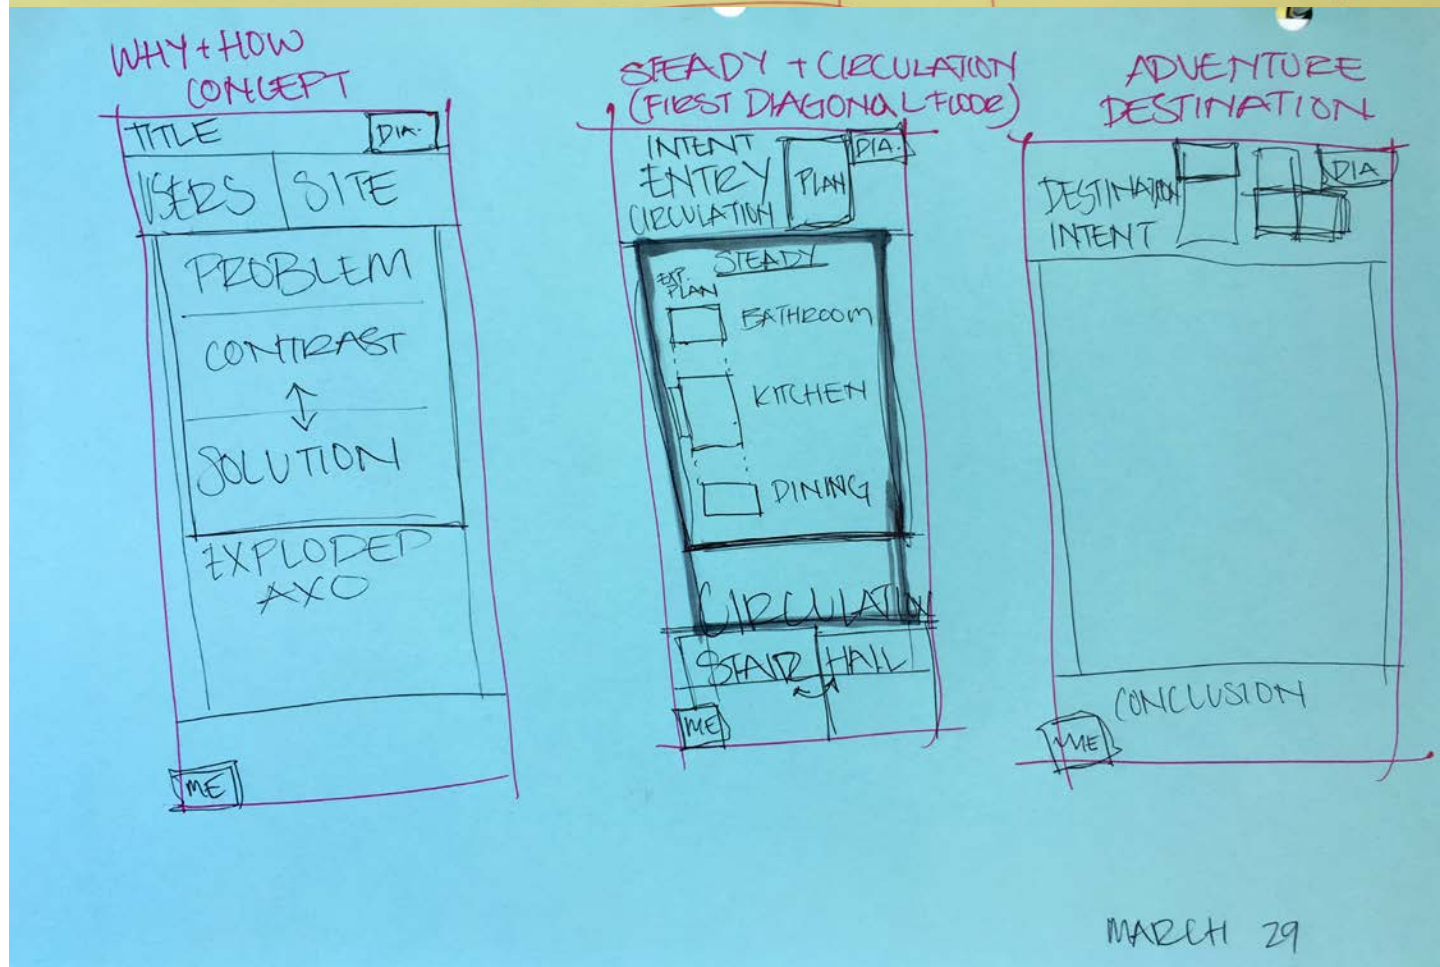 WHY + HOW
CONCEPT
TITLE
DIA.
USERS
SITE
PROBLEM
CONTRAST
SOLUTION
EXPLODED
AXO
ME
STEADY + CIRCULATION
(FIRST DIAGONAL FLOOR)
INTENT
ENTRY
CIRCULATION
PLAN
DIA.
STEADY
EXP.
PLAN
BATHROOM
KITCHEN
DINING
CIRCULATION
STAIR
HALL
ME
ADVENTURE
DESTINATION
DESTINATION
INTENT
DIA
CONCLUSION
ME
MARCH 29